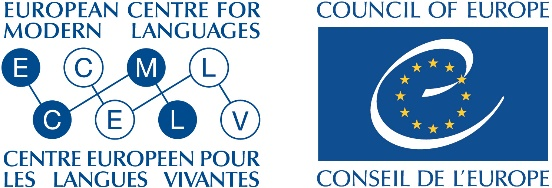 EUROPEAN CENTRE FOR
MODERN LANGUAGES
E C M L
C E L V
CENTRE EUROPEEN POUR
LES LANGUES VIVANTES
COUNCIL OF EUROPE
CONSEIL DE L'EUROPE